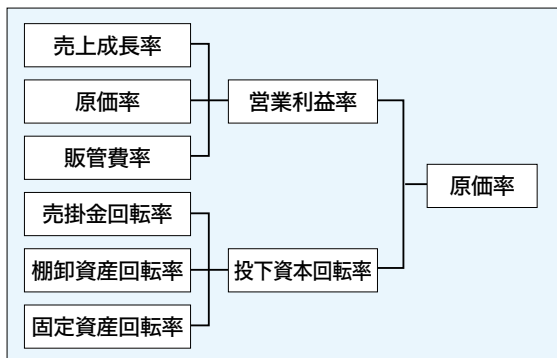 売上成長率
原価率
販管費率
売掛金回転率
棚卸資産回転率
固定資産回転率
営業利益率
投下資本回転率
原価率